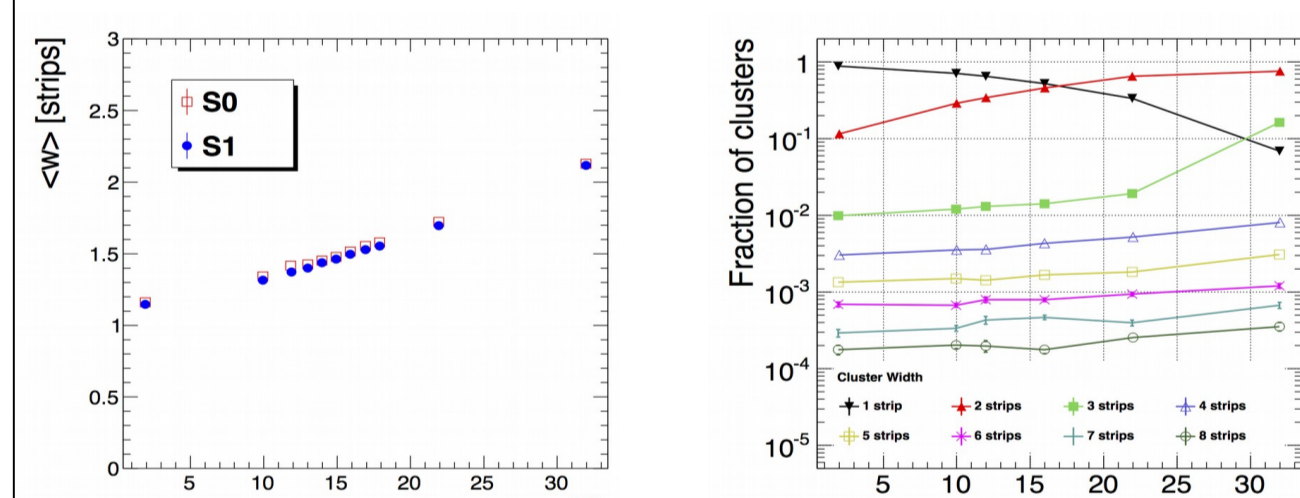 <w> [strips]
3
2.5
2
1.5
1
0.5
0
S0
S1
5 10 15 20 25 30
Fraction of clusters
1
10-1
10-2
10-3
10-4
10-5
Cluster Width
1 strip 2 strips 3 strips 4 strips
5 strips 6 strips 7 strips 8 strips
5 10 15 20 25 30